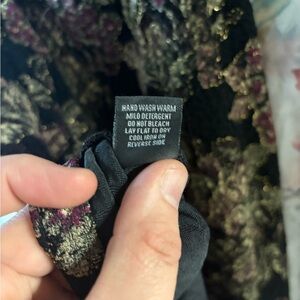 HAND WASH WARM
MILD DETERGENT
DO NOT BLEACH
LAY FLAT TO DRY
COOL IRON ON
REVERSE SIDE